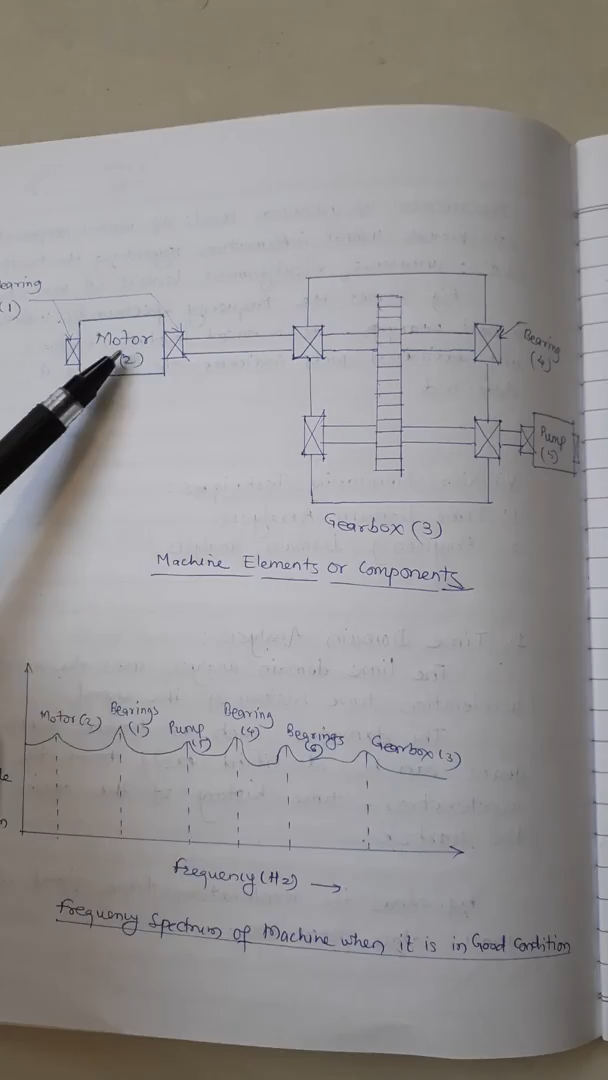 earing
(1)
Motor
(2)
Bearing
(4)
Pump
(5)
Gearbox (3)
Machine Elements or Components
Motor (2)
Bearings
(1)
Pump
(5)
Bearing
(4)
Bearings
(6)
Gearbox (3)
Frequency (Hz)
Frequency Spectrum of Machine when it is in Good Condition